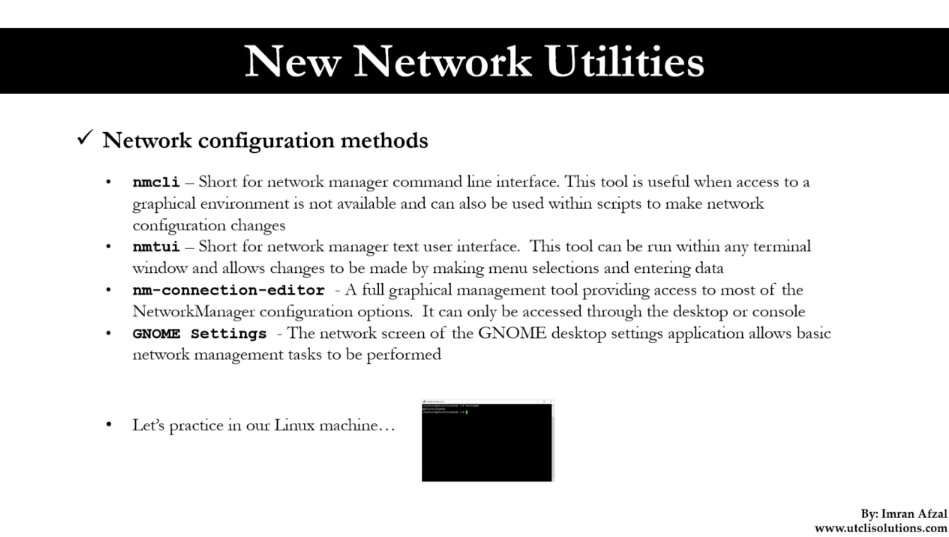 New Network Utilities
✓ Network configuration methods
• nmcli – Short for network manager command line interface. This tool is useful when access to a
graphical environment is not available and can also be used within scripts to make network
configuration changes
• nmtui – Short for network manager text user interface.  This tool can be run within any terminal
window and allows changes to be made by making menu selections and entering data
• nm-connection-editor  - A full graphical management tool providing access to most of the
NetworkManager configuration options.  It can only be accessed through the desktop or console
• GNOME Settings  - The network screen of the GNOME desktop settings application allows basic
network management tasks to be performed
• Let’s practice in our Linux machine…
By: Imran Afzal
www.utclisolutions.com